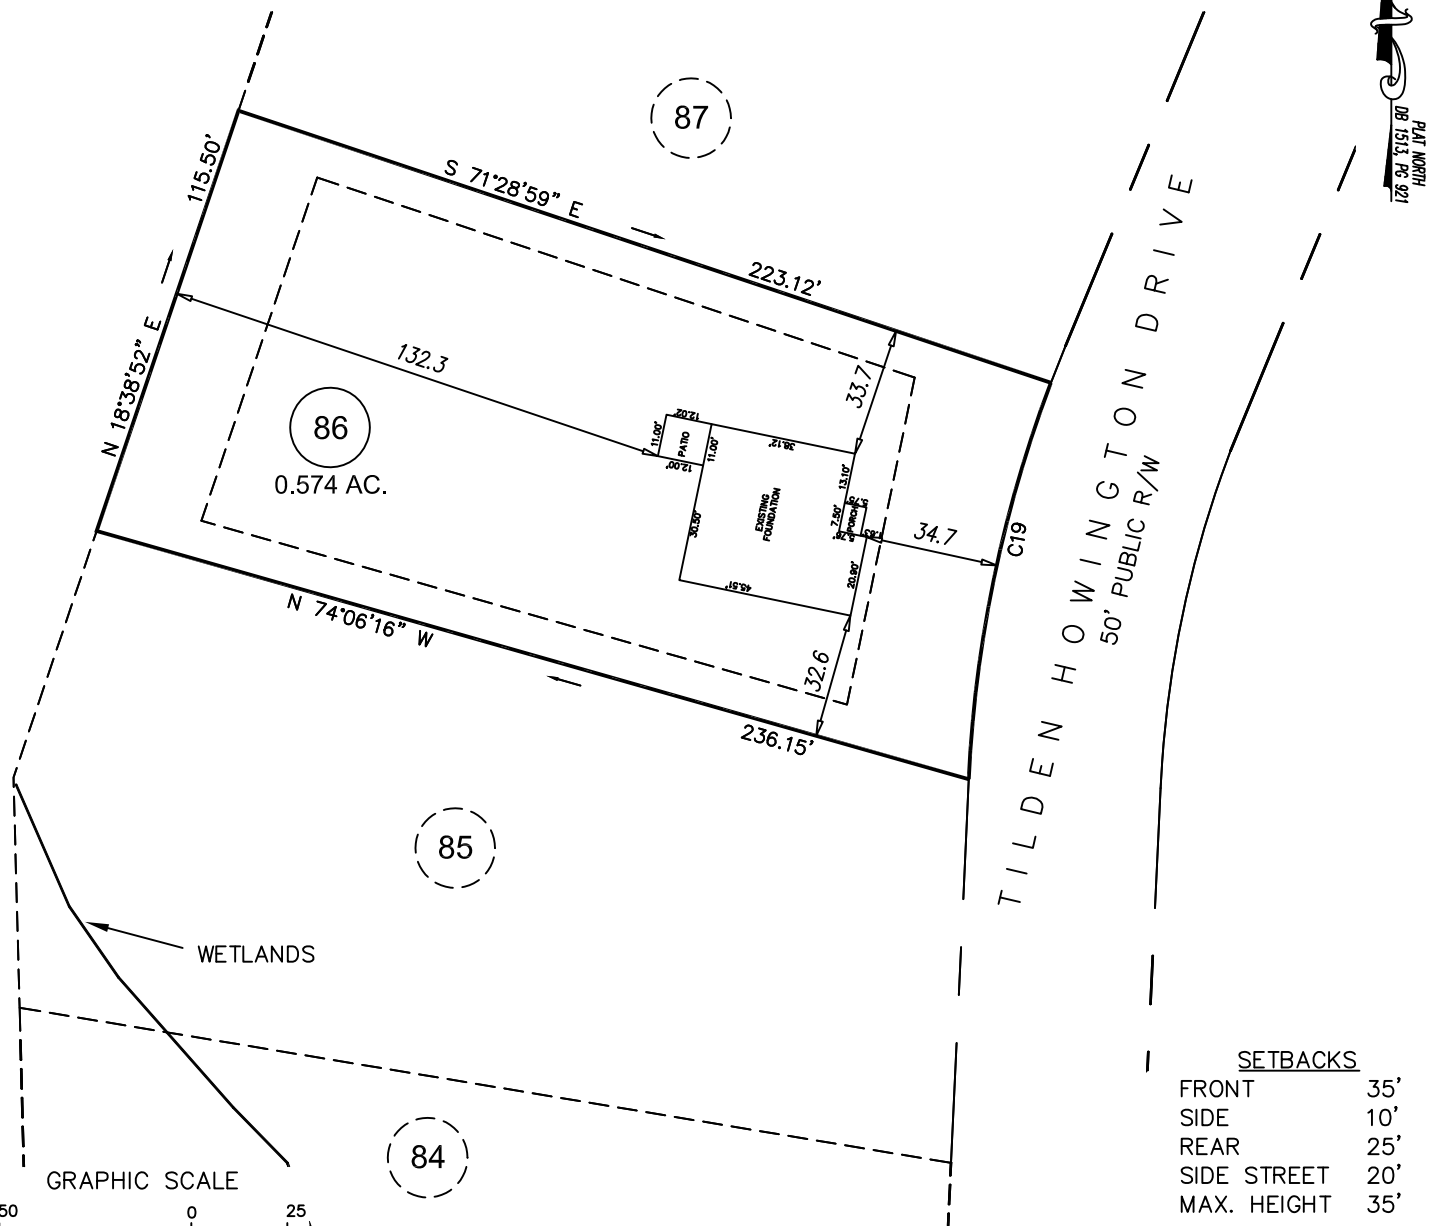 PLAT NORTH
DB 1513, PG 921
87
115.50'
S 71°28'59" E
223.12'
N 18°38'52" E
132.3
33.7
86
0.574 AC.
12.02'
11.00'
PATIO
11.00'
12.00'
38.12'
13.10'
EXISTING
FOUNDATION
7.50'
PORCH
30.50'
20.90'
45.51'
34.7
C19
32.6
N 74°06'16" W
236.15'
TILDEN HOWINGTON DRIVE
50' PUBLIC R/W
85
WETLANDS
84
GRAPHIC SCALE
50 0 25
SETBACKS
FRONT 35'
SIDE 10'
REAR 25'
SIDE STREET 20'
MAX. HEIGHT 35'